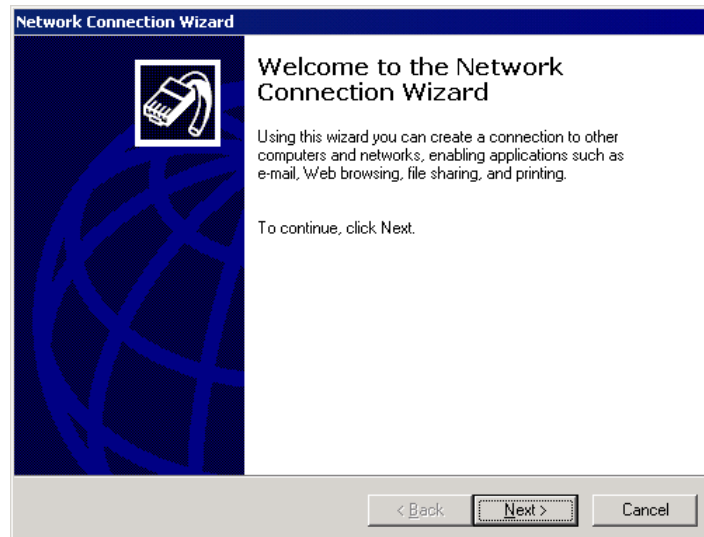 Network Connection Wizard
Welcome to the Network
Connection Wizard
Using this wizard you can create a connection to other
computers and networks, enabling applications such as
e-mail, Web browsing, file sharing, and printing.
To continue, click Next.
< Back
Next >
Cancel